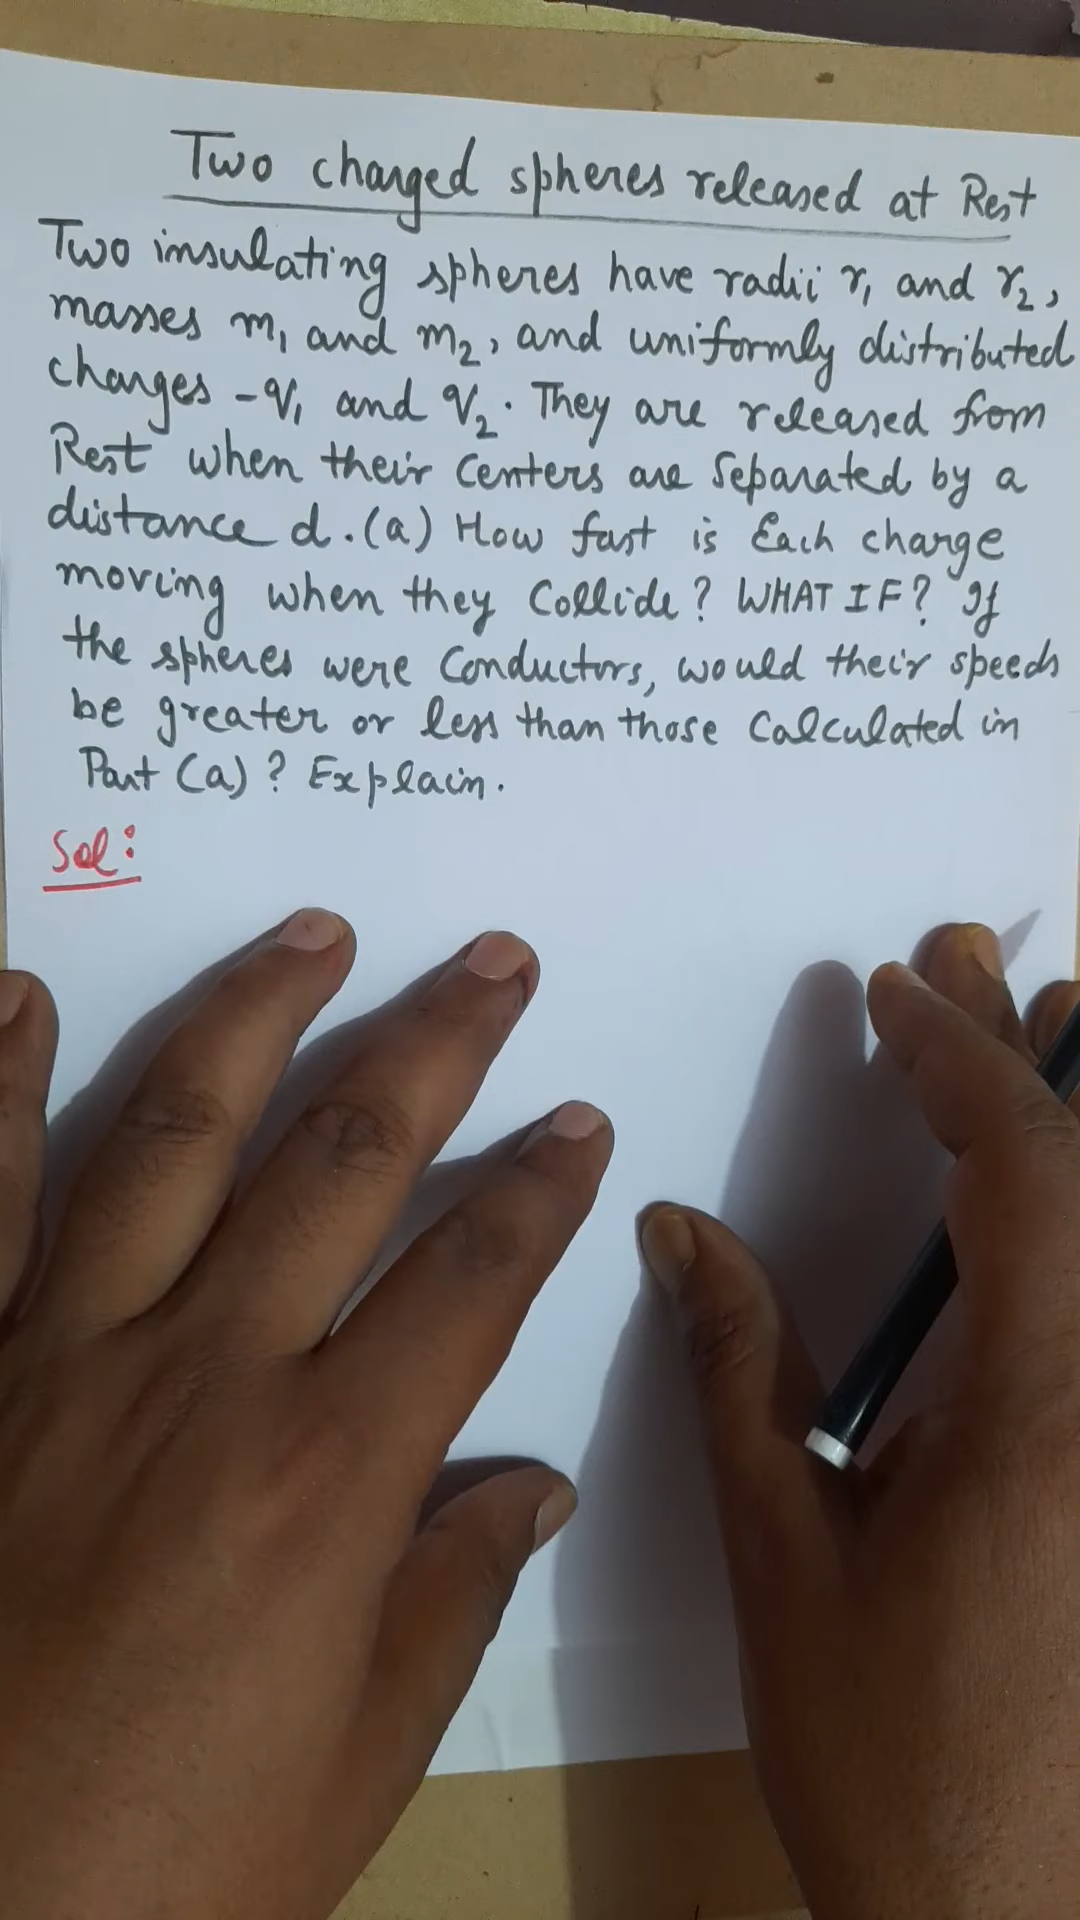 Two charged spheres released at Rest
Two insulating spheres have radii r₁ and r₂,
masses m₁ and m₂, and uniformly distributed
charges -q₁ and q₂. They are released from
Rest when their Centers are Separated by a
distance d. (a) How fast is Each charge
moving when they Collide? WHAT IF? If
the spheres were Conductors, would their speeds
be greater or less than those Calculated in
Part (a)? Explain.
Sol: